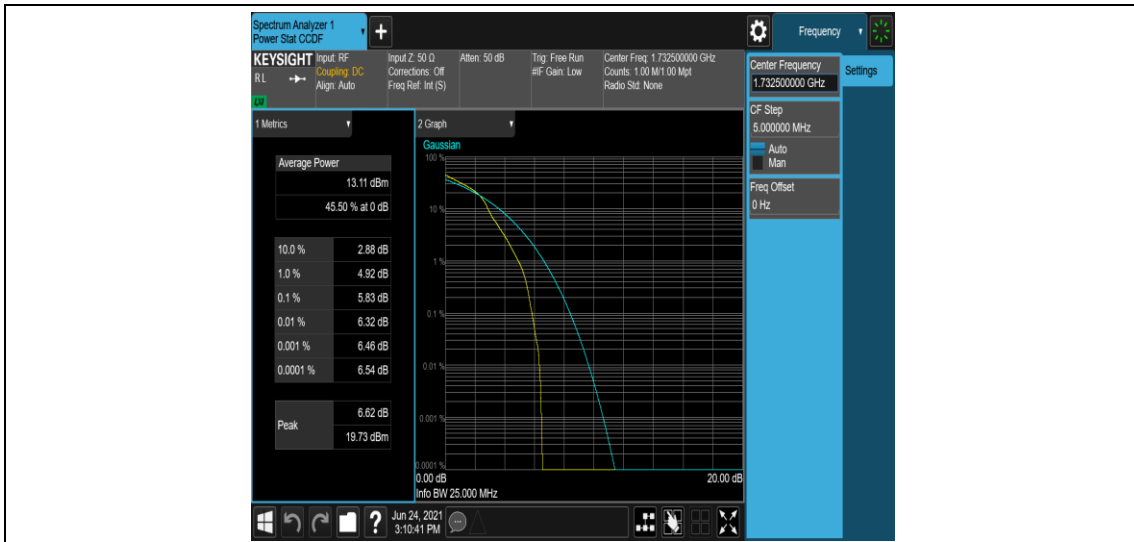 Spectrum Analyzer 1
Power Stat CCDF
Frequency
KEYSIGHT
RL
LXI
Input: RF
Coupling: DC
Align: Auto
Input Z: 50 Ω
Corrections: Off
Freq Ref: Int (S)
Atten: 50 dB
Trig: Free Run
#IF Gain: Low
Center Freq: 1.732500000 GHz
Counts: 1.00 M/1.00 Mpt
Radio Std: None
Center Frequency
1.732500000 GHz
Settings
CF Step
5.000000 MHz
Auto
Man
Freq Offset
0 Hz
1 Metrics
Average Power
13.11 dBm
45.50 % at 0 dB
10.0 % 2.88 dB
1.0 % 4.92 dB
0.1 % 5.83 dB
0.01 % 6.32 dB
0.001 % 6.46 dB
0.0001 % 6.54 dB
Peak 6.62 dB
19.73 dBm
2 Graph
Gaussian
100 %
10 %
1 %
0.1 %
0.01 %
0.001 %
0.0001 %
0.00 dB 20.00 dB
Info BW 25.000 MHz
?
Jun 24, 2021
3:10:41 PM